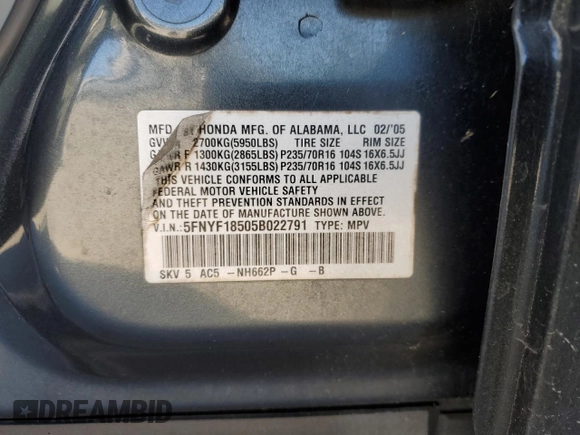 MFD BY HONDA MFG. OF ALABAMA, LLC 02/'05
GVWR 2700KG(5950LBS) TIRE SIZE RIM SIZE
GAWR F 1300KG(2865LBS) P235/70R16 104S 16X6.5JJ
GAWR R 1430KG(3155LBS) P235/70R16 104S 16X6.5JJ
THIS VEHICLE CONFORMS TO ALL APPLICABLE
FEDERAL MOTOR VEHICLE SAFETY
AND THEFT PREVENTION STANDARDS IN EFFECT
ON THE DATE OF MANUFACTURE SHOWN ABOVE.
V.I.N.: 5FNYF18505B022791 TYPE: MPV
SKV 5 AC5 -NH662P -G -B
DREAMBID